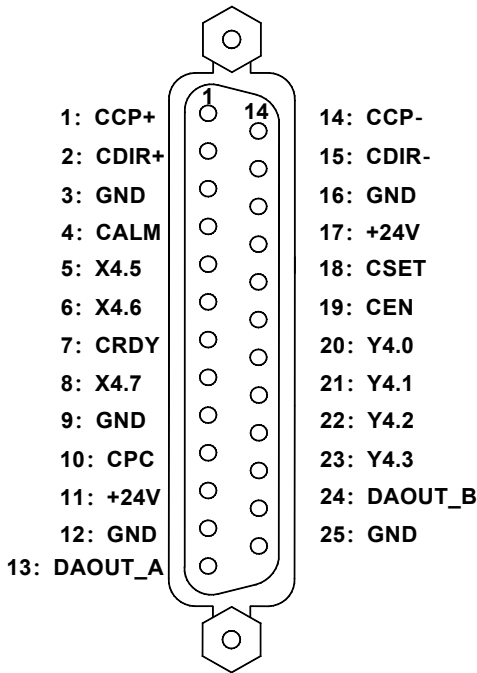 1
14
1: CCP+
2: CDIR+
3: GND
4: CALM
5: X4.5
6: X4.6
7: CRDY
8: X4.7
9: GND
10: CPC
11: +24V
12: GND
13: DAOUT_A
14: CCP-
15: CDIR-
16: GND
17: +24V
18: CSET
19: CEN
20: Y4.0
21: Y4.1
22: Y4.2
23: Y4.3
24: DAOUT_B
25: GND